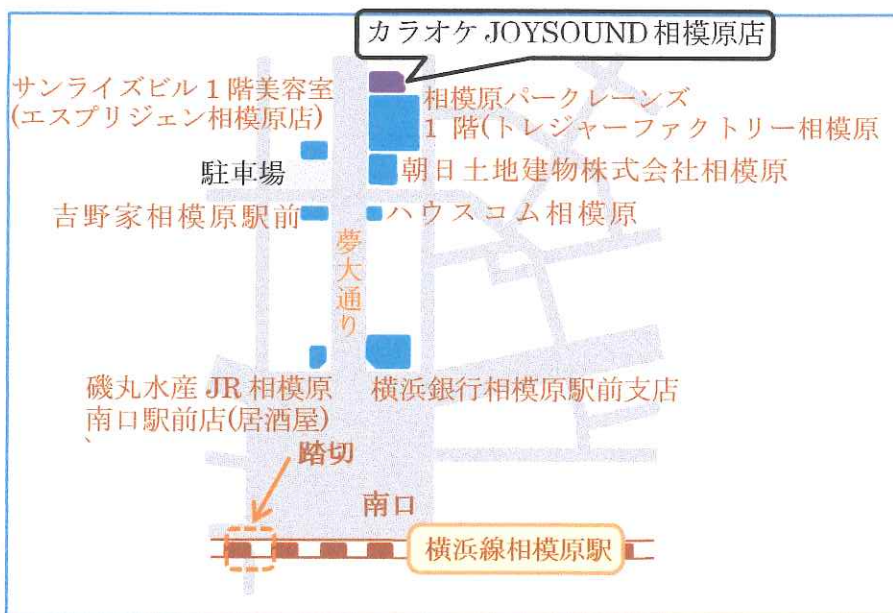 カラオケ JOYSOUND 相模原店
サンライズビル 1 階美容室
(エスプリジェン相模原店)
相模原パークレーンズ
1 階(トレジャーファクトリー相模原
駐車場
朝日土地建物株式会社相模原
吉野家相模原駅前
ハウスコム相模原
夢大通り
磯丸水産 JR 相模原
南口駅前店(居酒屋)
、
横浜銀行相模原駅前支店
踏切
南口
横浜線相模原駅